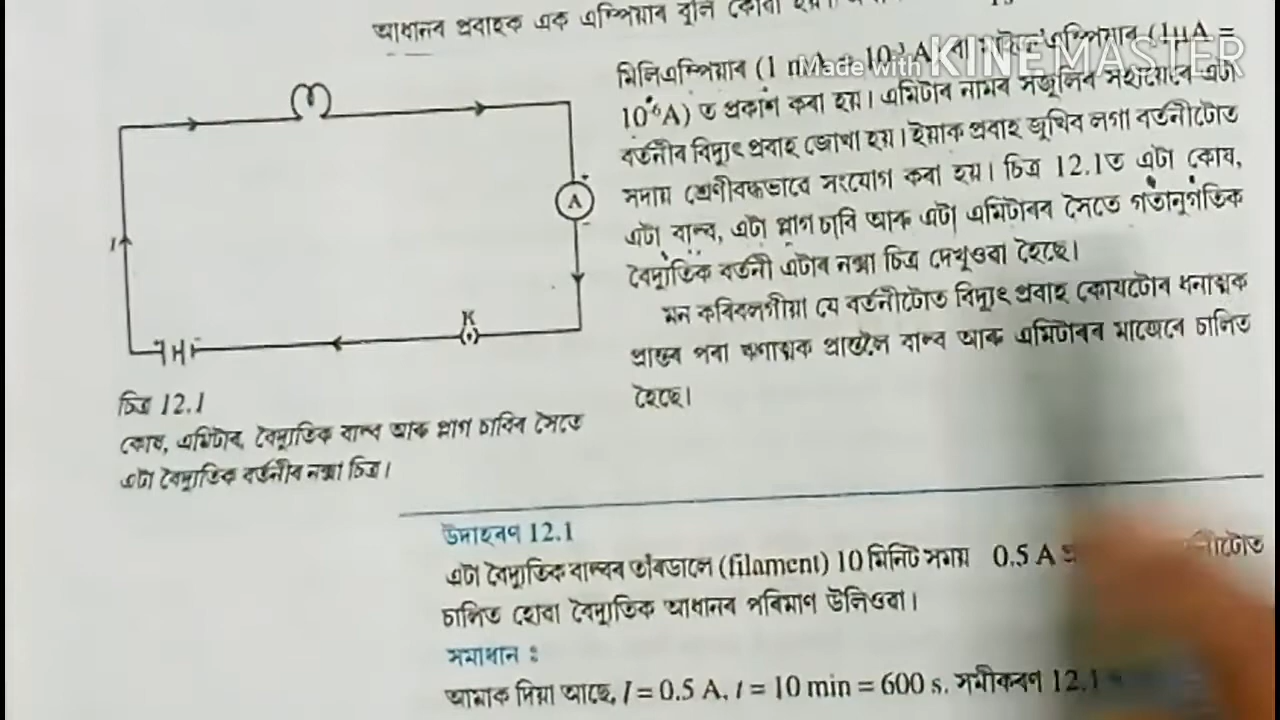 আধানৰ প্ৰবাহক এক এম্পিয়াৰ বুলি কোৱা হয়।
মিলিএম্পিয়াৰ (1 mA = 10⁻³ A) বা এম্পিয়াৰ (1μA =
Made with KINEMASTER
10⁻⁶A) ত প্ৰকাশ কৰা হয়। এমিটাৰ নামৰ সঁজুলিৰ সহায়েৰে এটা
বৰ্তনীৰ বিদ্যুৎ প্ৰবাহ জোখা হয়। ইয়াক প্ৰবাহ জুখিব লগা বৰ্তনীটোত
সদায় শ্ৰেণীবদ্ধভাবে সংযোগ কৰা হয়। চিত্ৰ 12.1ত এটা কোষ,
এটা বাল্ব, এটা প্লাগ চাবি আৰু এটা এমিটাৰৰ সৈতে গতানুগতিক
বৈদ্যুতিক বৰ্তনী এটাৰ নক্সা চিত্ৰ দেখুওৱা হৈছে।
মন কৰিবলগীয়া যে বৰ্তনীটোত বিদ্যুৎ প্ৰবাহ কোষটোৰ ধনাত্মক
প্ৰান্তৰ পৰা ঋণাত্মক প্ৰান্তলৈ বাল্ব আৰু এমিটাৰৰ মাজেৰে চালিত
হৈছে।
I
+
A
−
K
চিত্ৰ 12.1
কোষ, এমিটাৰ, বৈদ্যুতিক বাল্ব আৰু প্লাগ চাবিৰ সৈতে
এটা বৈদ্যুতিক বৰ্তনীৰ নক্সা চিত্ৰ।
উদাহৰণ 12.1
এটা বৈদ্যুতিক বাল্বৰ তাঁৰডালে (filament) 10 মিনিট সময় 0.5 A
চালিত হোৱা বৈদ্যুতিক আধানৰ পৰিমাণ উলিওৱা।
সমাধান :
আমাক দিয়া আছে, I = 0.5 A, t = 10 min = 600 s. সমীকৰণ 12.1